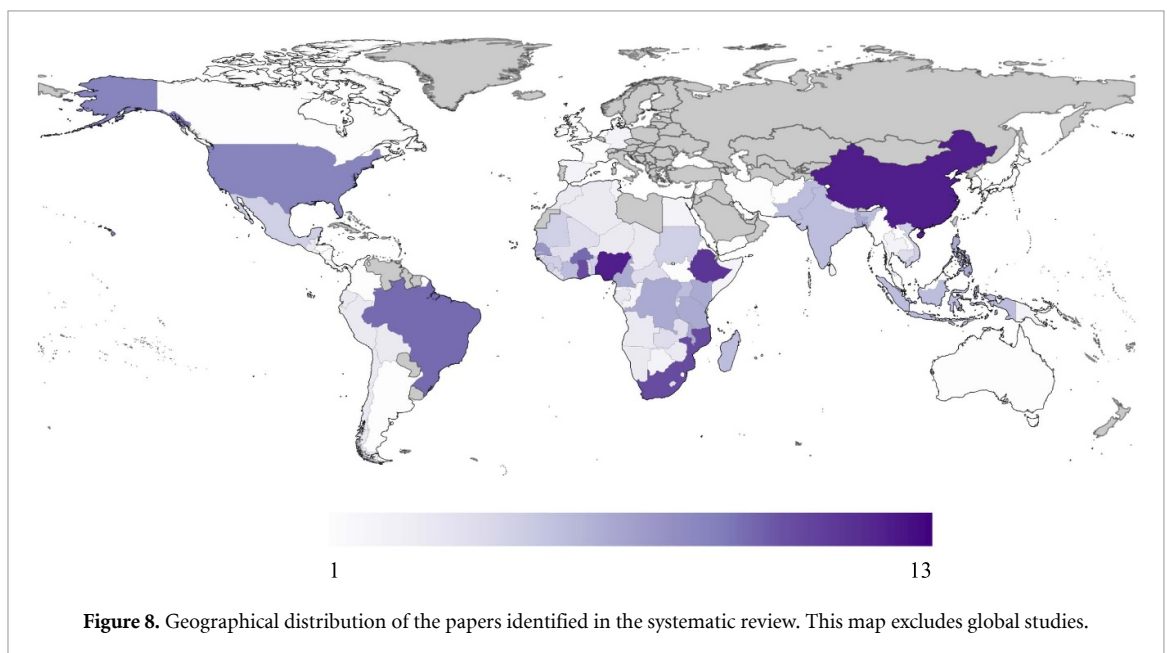 1
13
Figure 8. Geographical distribution of the papers identified in the systematic review. This map excludes global studies.